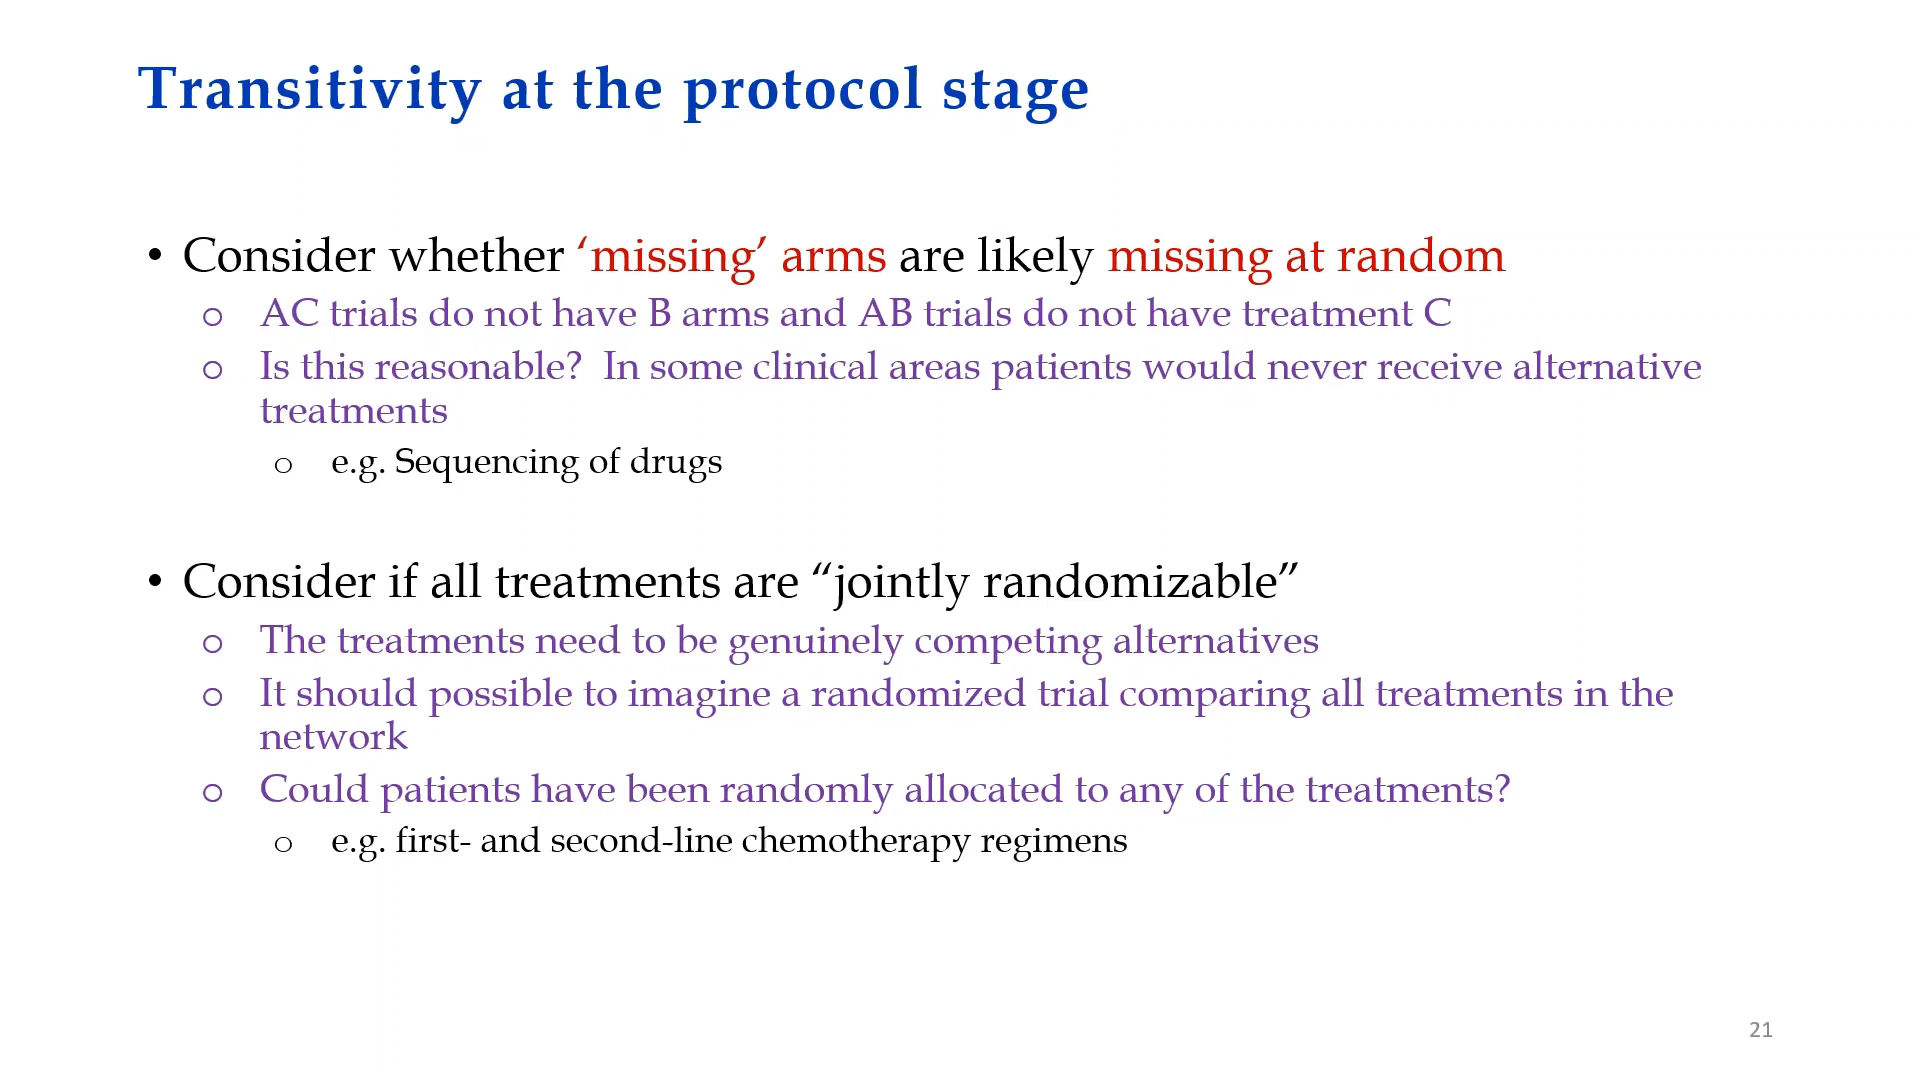 Transitivity at the protocol stage
• Consider whether ‘missing’ arms are likely missing at random
o AC trials do not have B arms and AB trials do not have treatment C
o Is this reasonable? In some clinical areas patients would never receive alternative
treatments
o e.g. Sequencing of drugs
• Consider if all treatments are “jointly randomizable”
o The treatments need to be genuinely competing alternatives
o It should possible to imagine a randomized trial comparing all treatments in the
network
o Could patients have been randomly allocated to any of the treatments?
o e.g. first- and second-line chemotherapy regimens
21